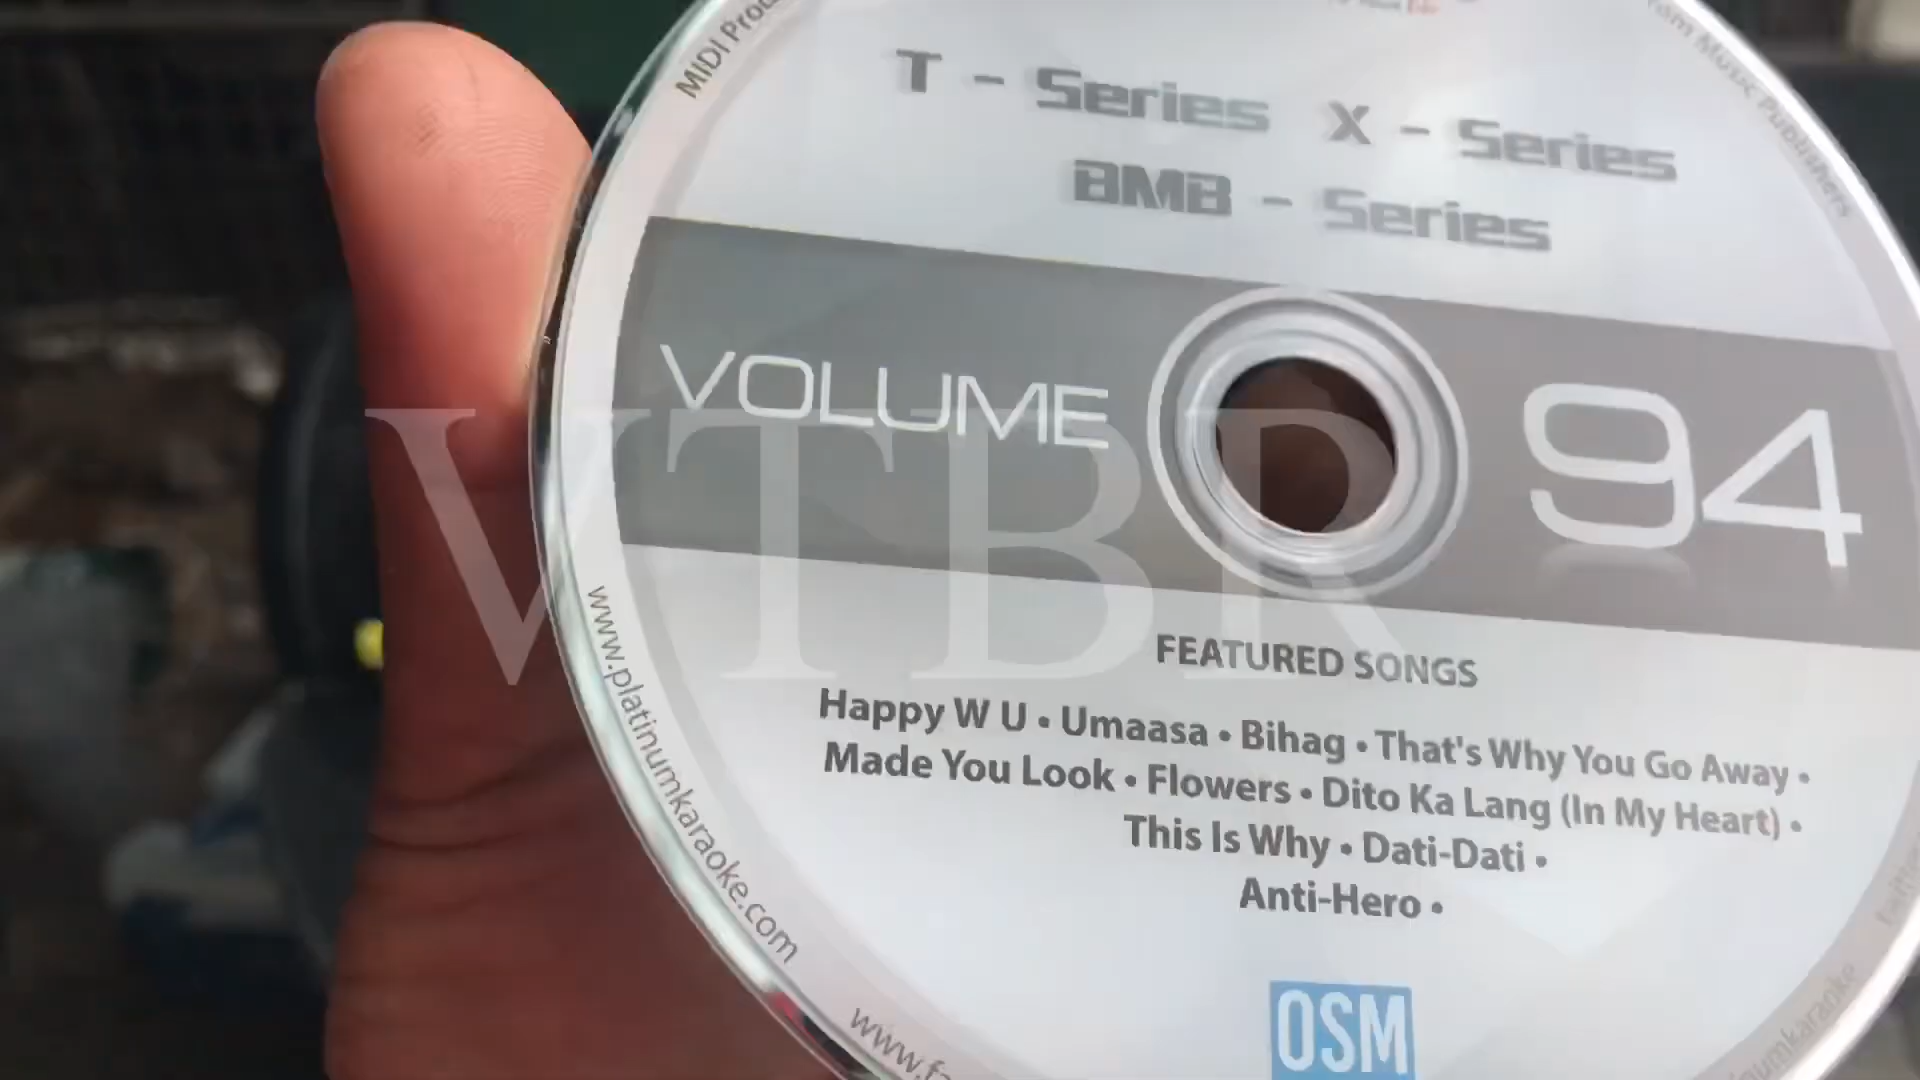 MIDI
Music Publishers
T - Series X - Series
BMB - Series
VOLUME 94
VTBR
FEATURED SONGS
Happy W U • Umaasa • Bihag • That's Why You Go Away •
Made You Look • Flowers • Dito Ka Lang (In My Heart) •
This Is Why • Dati-Dati •
Anti-Hero •
www.platinumkaraoke.com
OSM